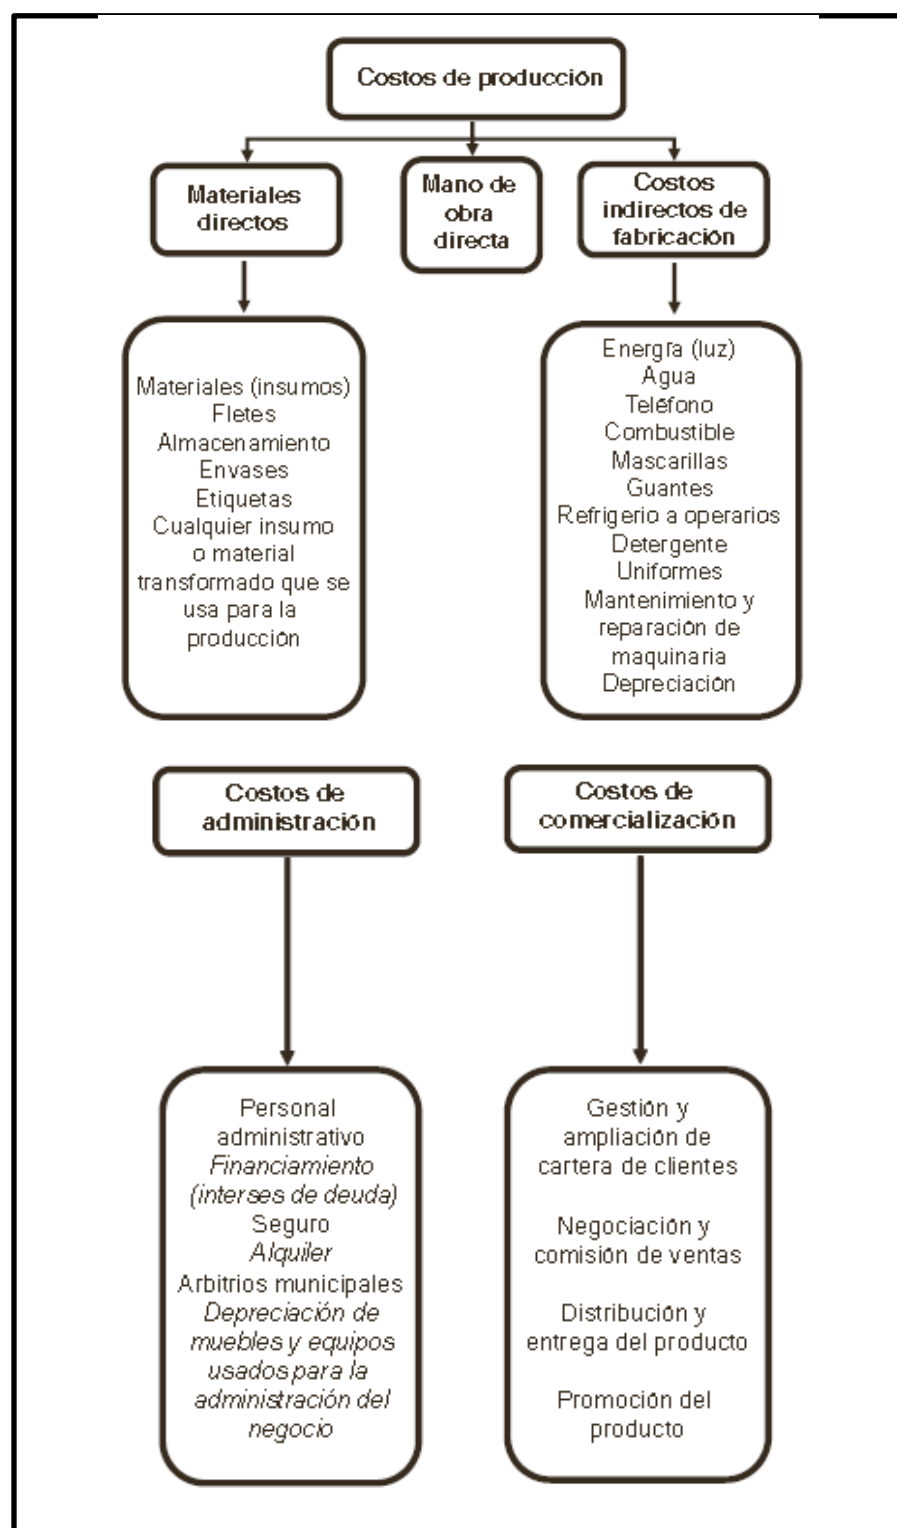 Costos de producción
Materiales
directos
Mano de
obra
directa
Costos
indirectos de
fabricación
Materiales (insumos)
Fletes
Almacenamiento
Envases
Etiquetas
Cualquier insumo
o material
transformado que se
usa para la
producción
Energía (luz)
Agua
Teléfono
Combustible
Mascarillas
Guantes
Refrigerio a operarios
Detergente
Uniformes
Mantenimiento y
reparación de
maquinaria
Depreciación
Costos de
administración
Costos de
comercialización
Personal
administrativo
Financiamiento
(interses de deuda)
Seguro
Alquiler
Arbitrios municipales
Depreciación de
muebles y equipos
usados para la
administración del
negocio
Gestión y
ampliación de
cartera de clientes
Negociación y
comisión de ventas
Distribución y
entrega del producto
Promoción del
producto